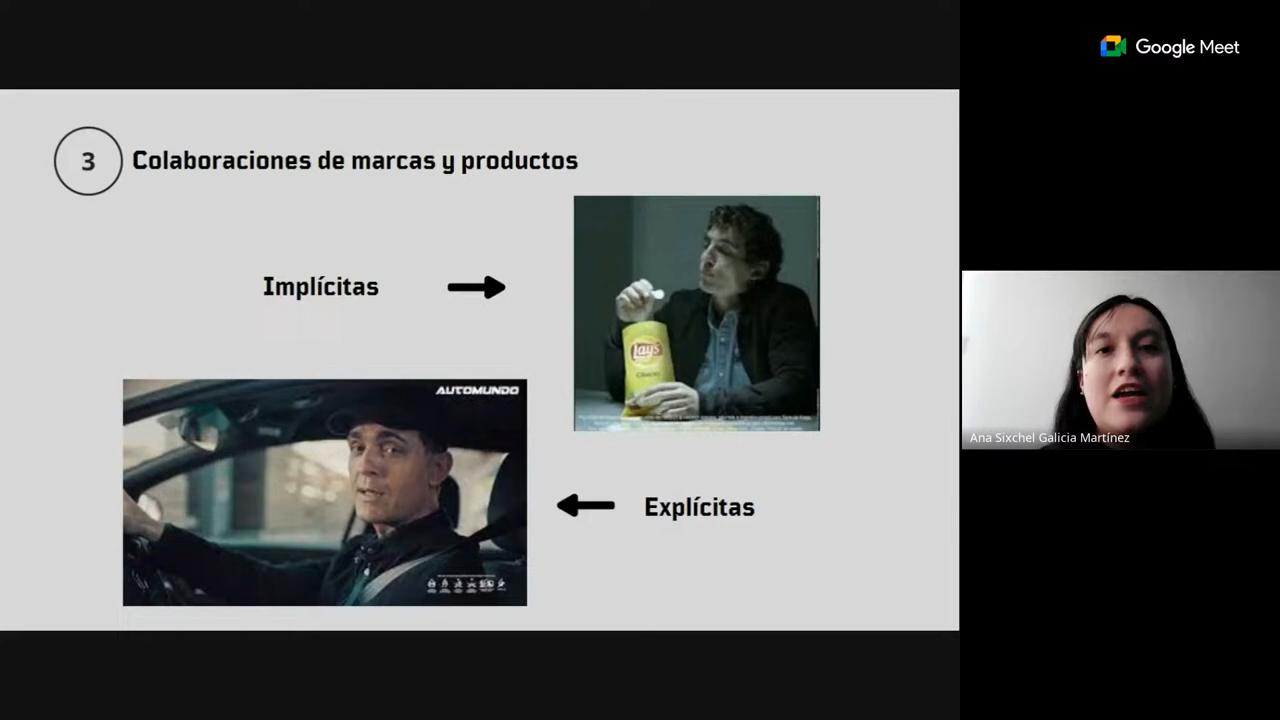 Google Meet
3
Colaboraciones de marcas y productos
Implícitas
Lay's
AUTOMUNDO
Explícitas
Ana Sixchel Galicia Martínez